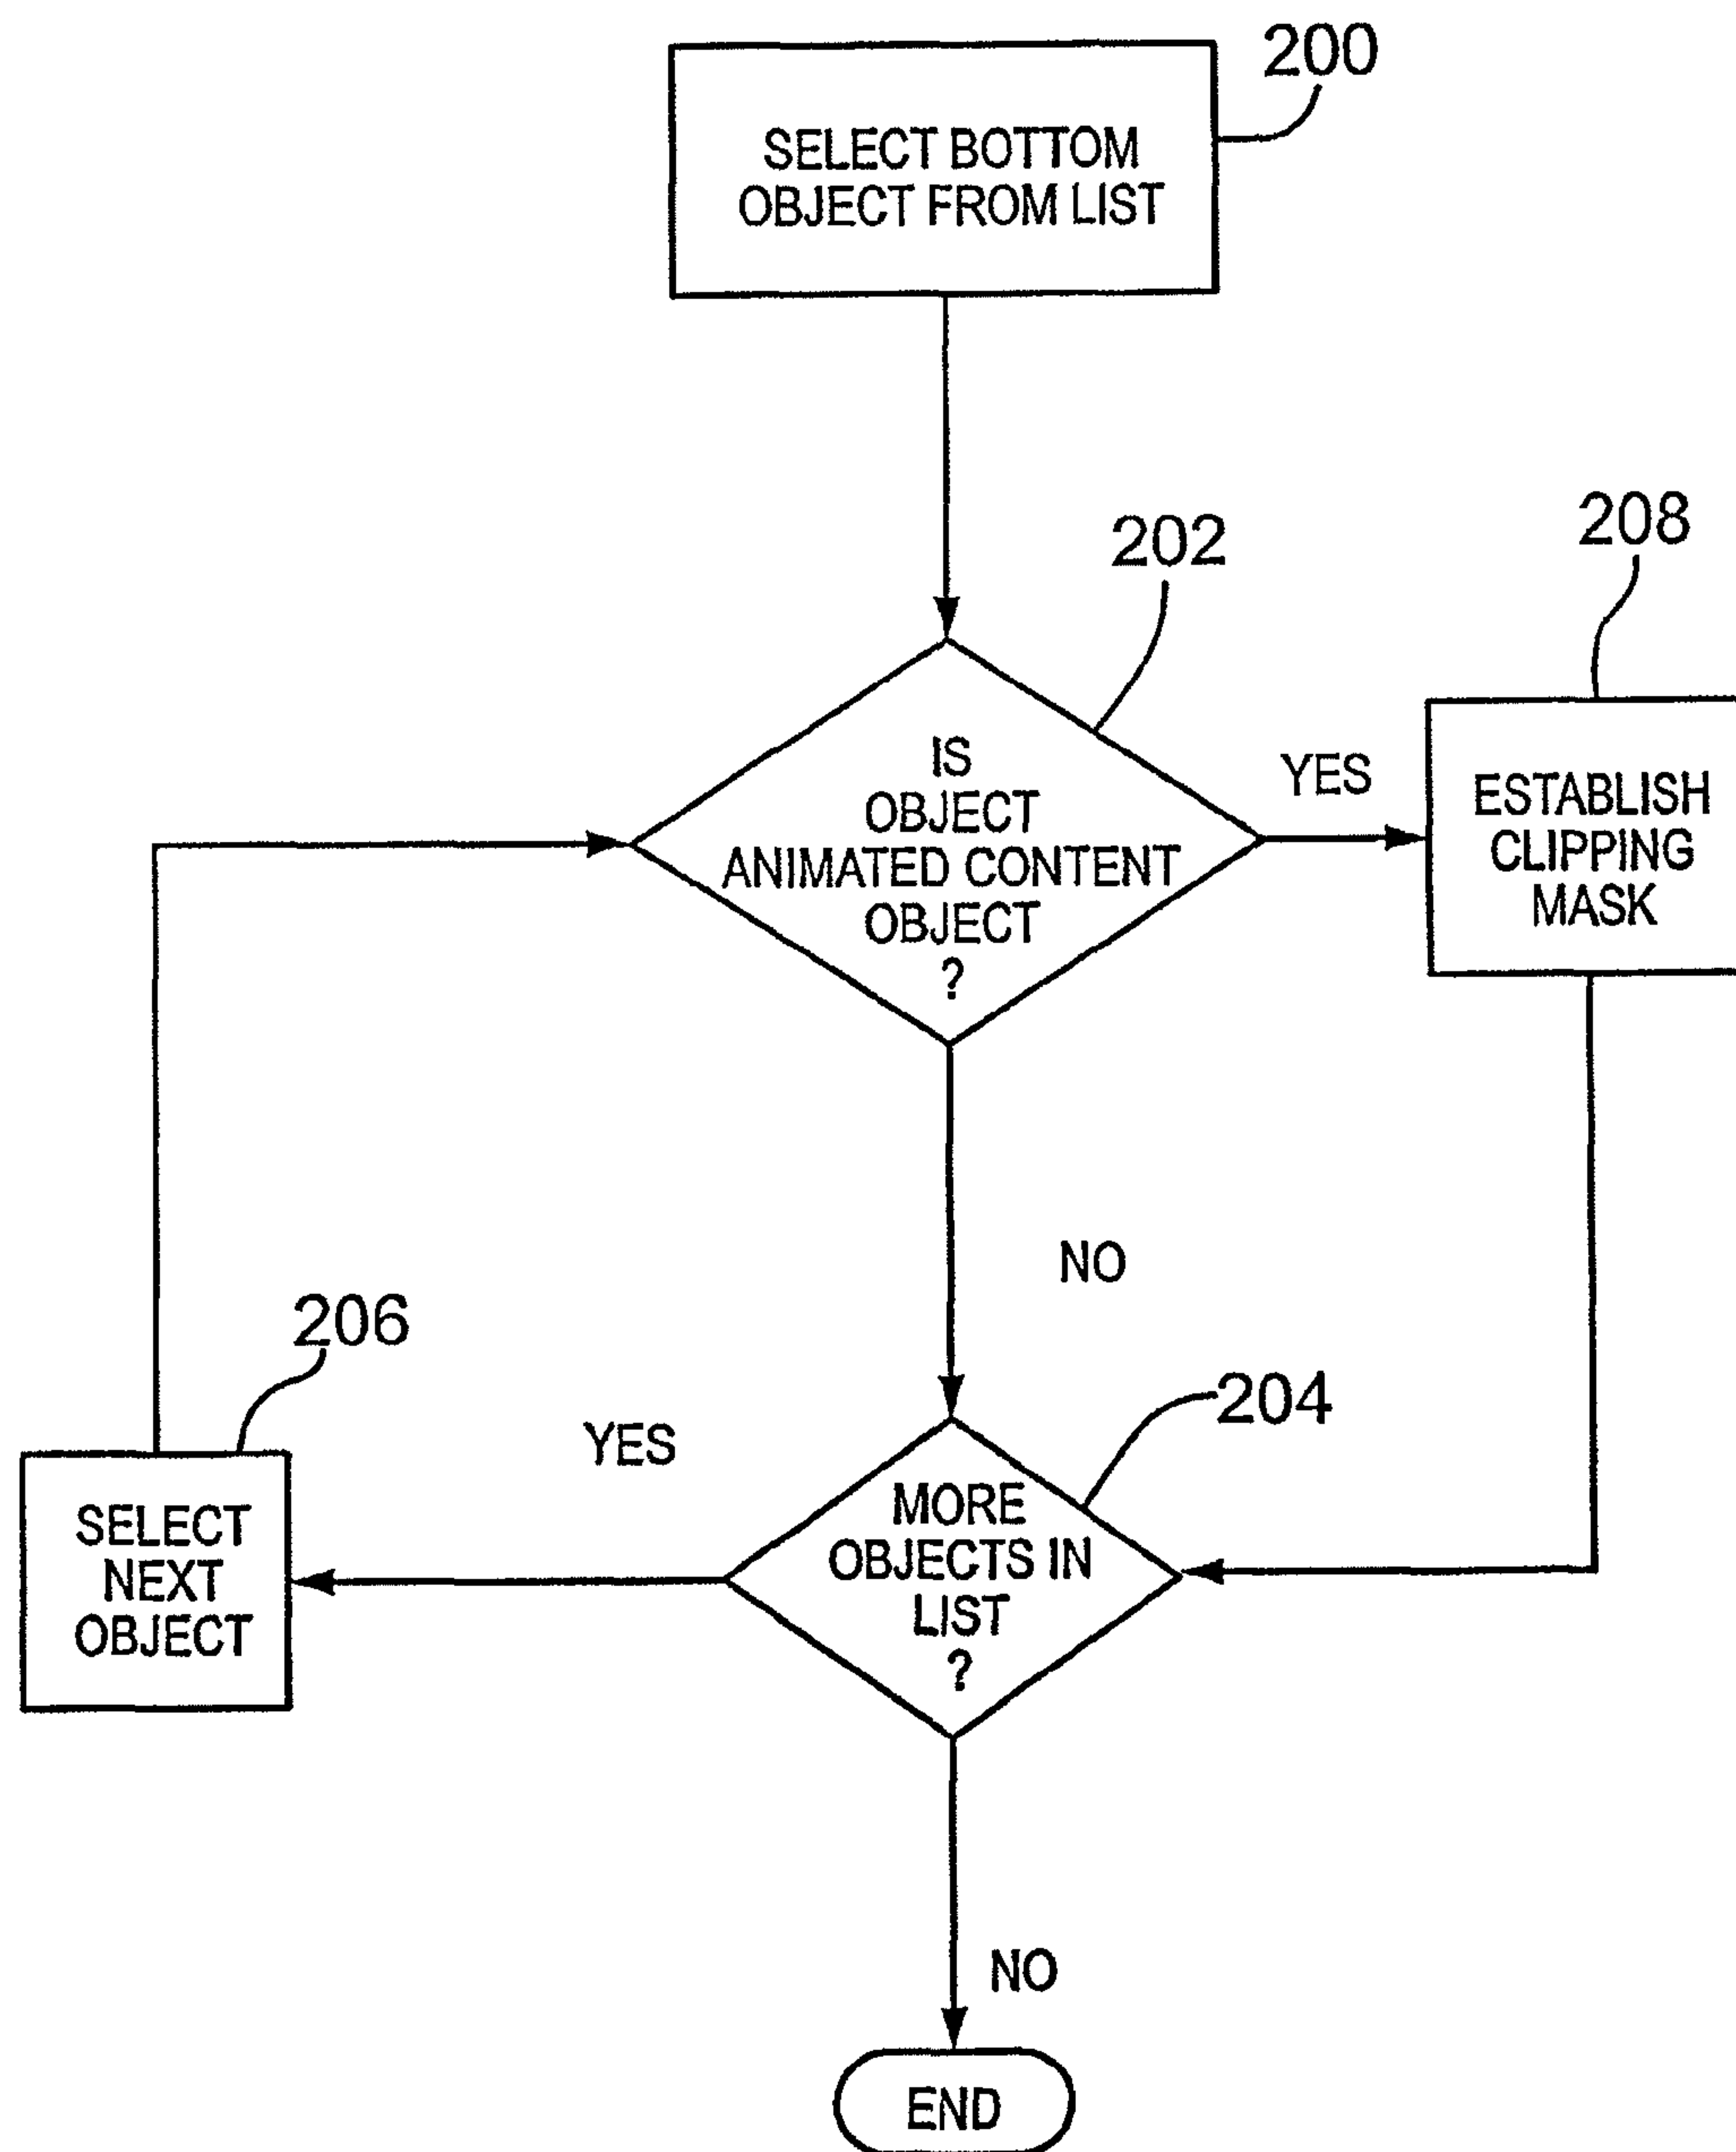 200
SELECT BOTTOM
OBJECT FROM LIST
202
208
IS
OBJECT
ANIMATED CONTENT
OBJECT
?
YES
ESTABLISH
CLIPPING
MASK
NO
206
204
YES
SELECT
NEXT
OBJECT
MORE
OBJECTS IN
LIST
?
NO
END